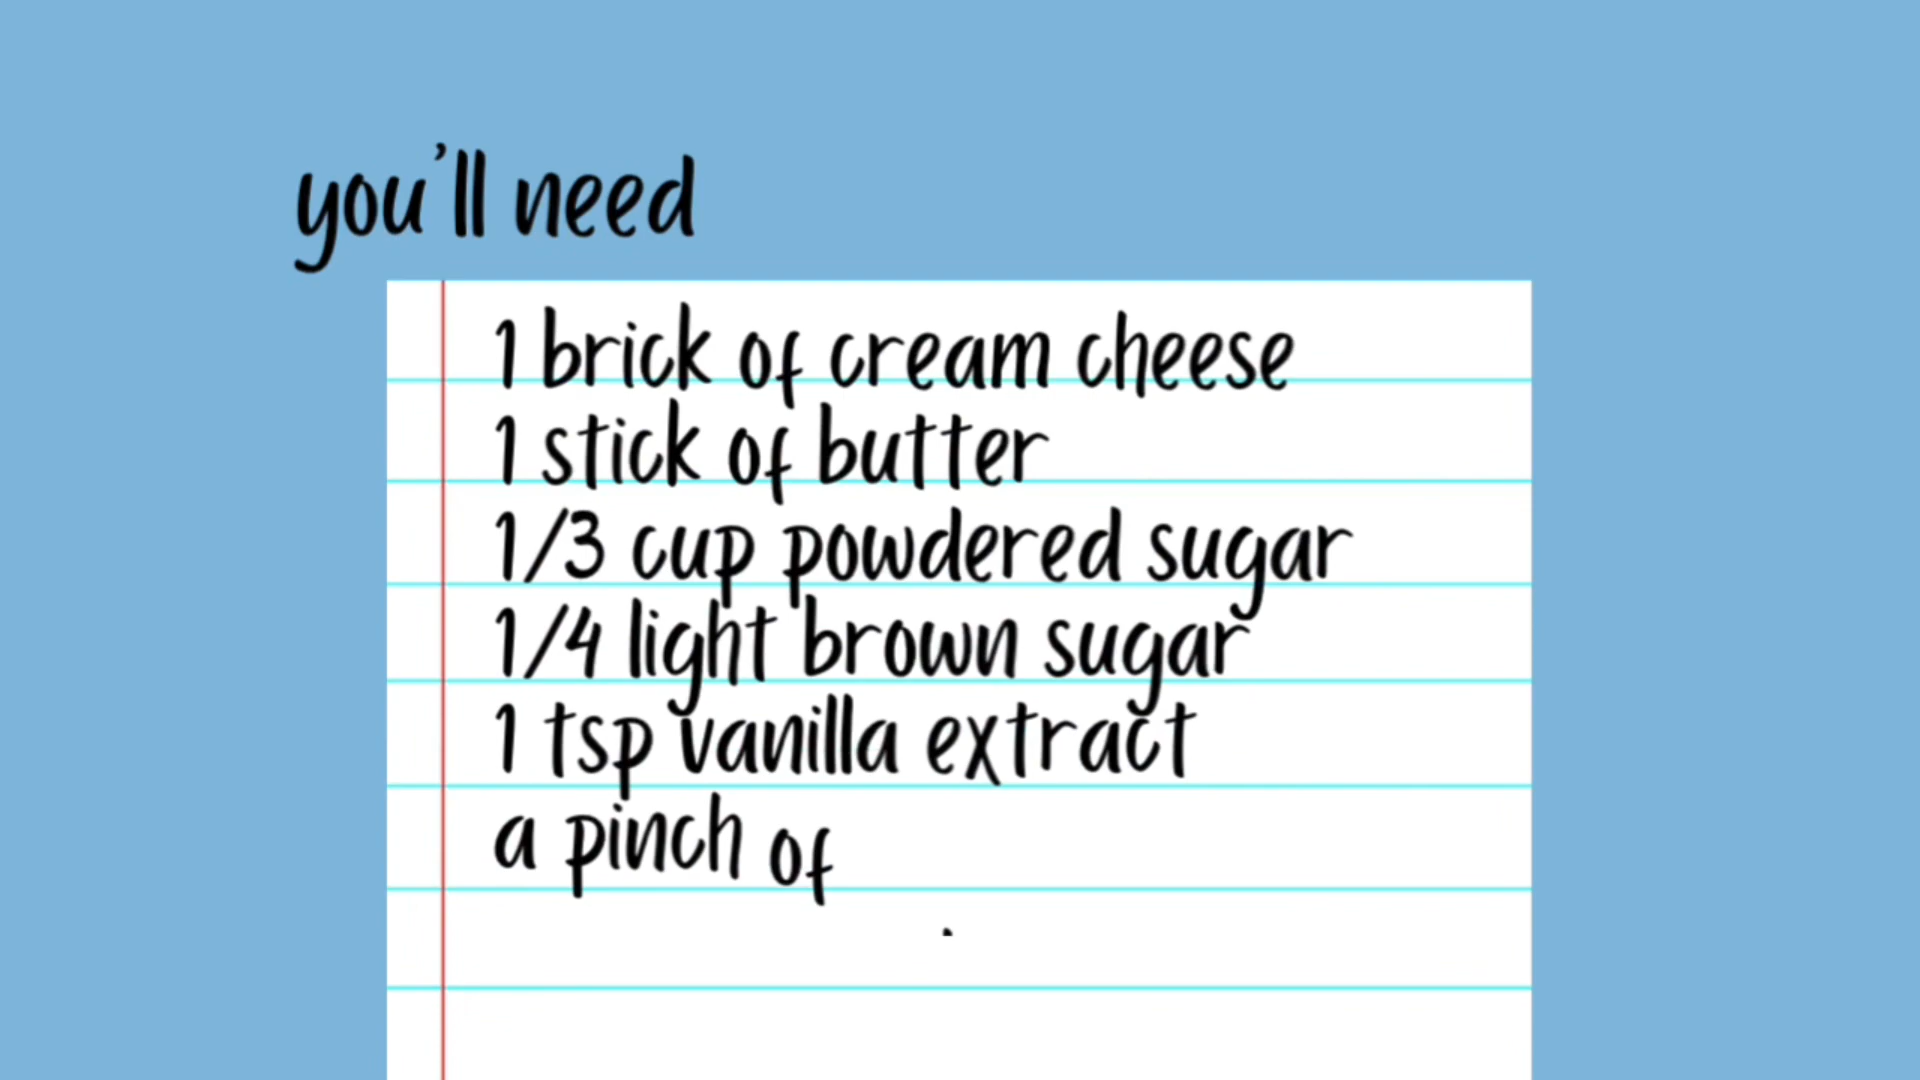 you'll need
1 brick of cream cheese
1 stick of butter
1/3 cup powdered sugar
1/4 light brown sugar
1 tsp vanilla extract
a pinch of